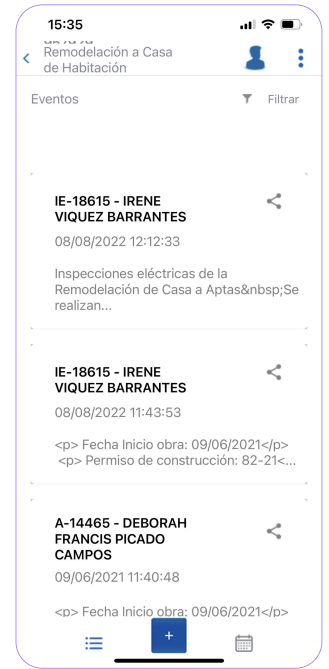 15:35
Remodelación a Casa
de Habitación
Eventos
Filtrar
IE-18615 - IRENE
VIQUEZ BARRANTES
08/08/2022 12:12:33
Inspecciones eléctricas de la
Remodelación de Casa a Aptas&nbsp;Se
realizan...
IE-18615 - IRENE
VIQUEZ BARRANTES
08/08/2022 11:43:53
<p> Fecha Inicio obra: 09/06/2021</p>
<p> Permiso de construcción: 82-21<...
A-14465 - DEBORAH
FRANCIS PICADO
CAMPOS
09/06/2021 11:40:48
<p> Fecha Inicio obra: 09/06/2021</p>
+